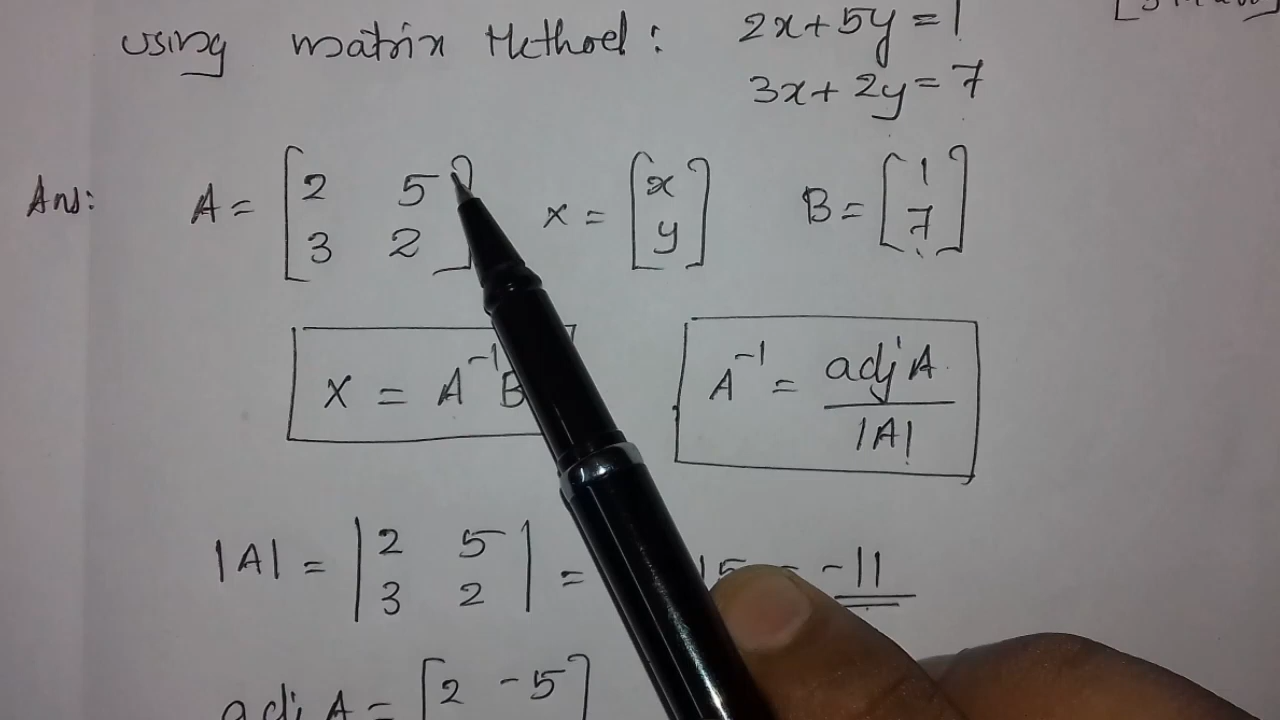 using matrix Method: 2x+5y=1
3x+2y=7
Ans: A = [2 5
3 2] x = [x
y] B = [1
7]
X = A⁻¹B
A⁻¹ = adj A / |A|
|A| = |2 5
3 2| = 15 = -11
adj A = [2 -5]